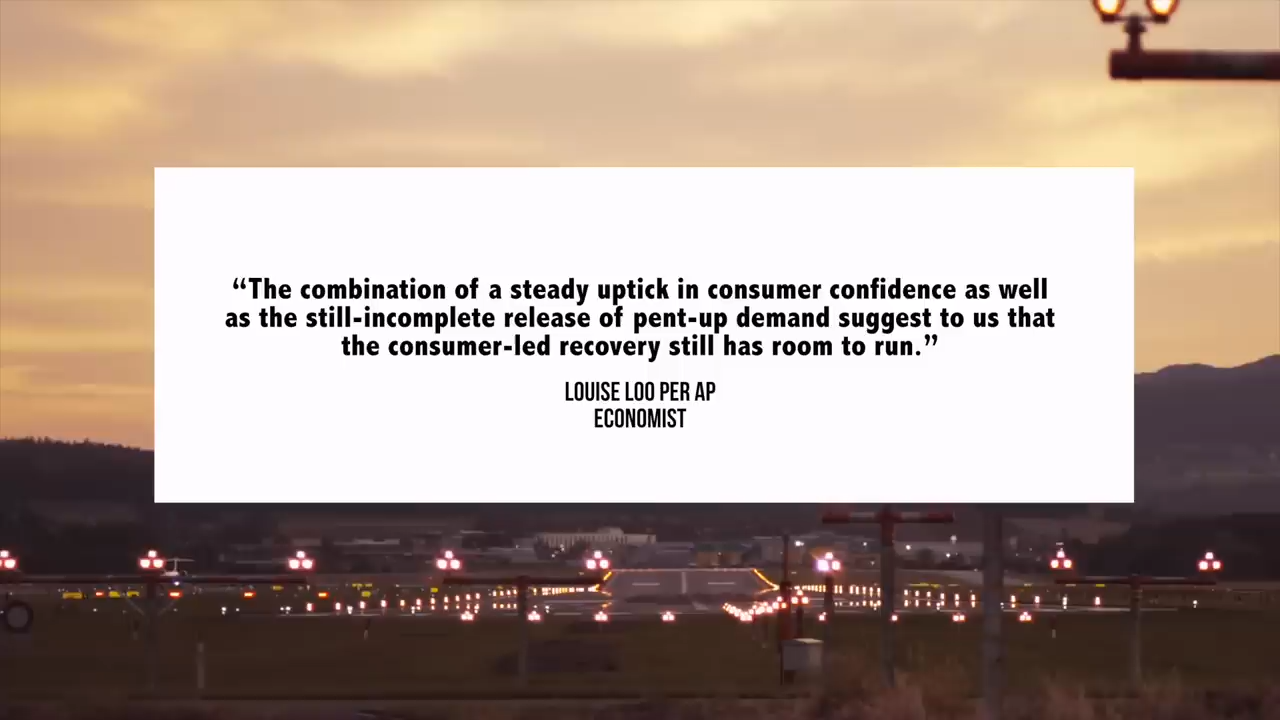 “The combination of a steady uptick in consumer confidence as well
as the still-incomplete release of pent-up demand suggest to us that
the consumer-led recovery still has room to run.”
LOUISE LOO PER AP
ECONOMIST